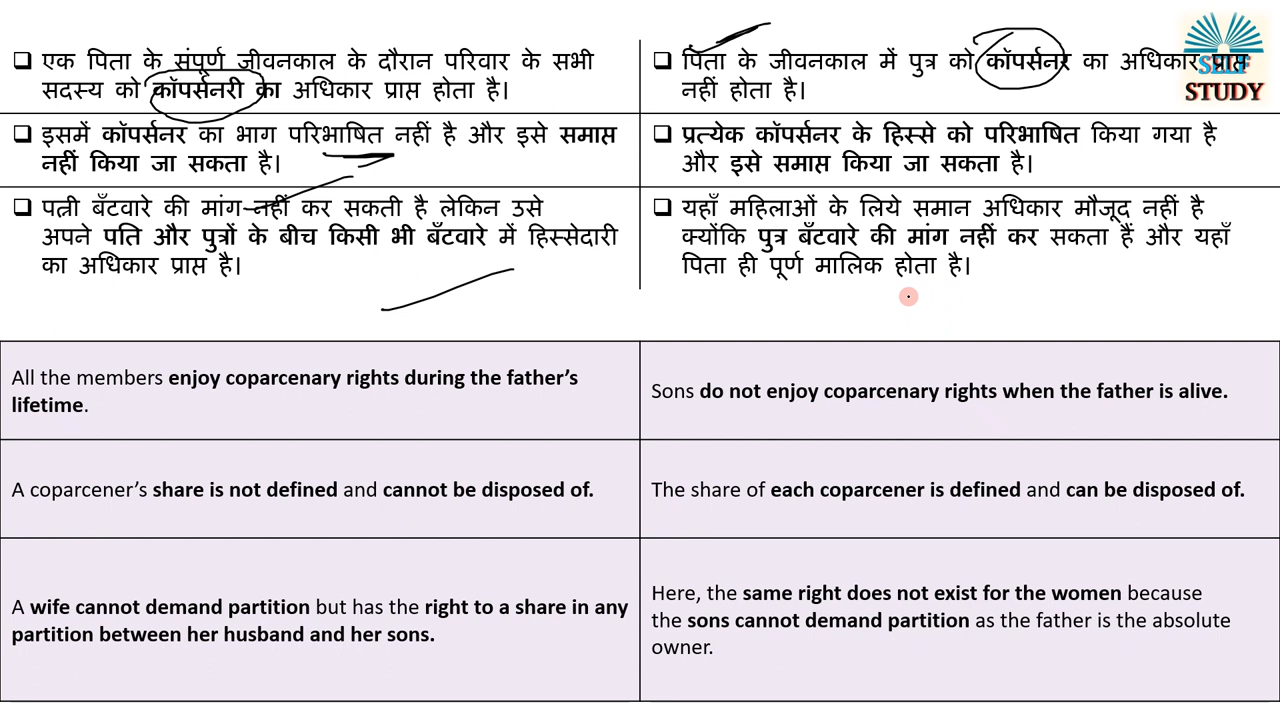 ❑ एक पिता के संपूर्ण जीवनकाल के दौरान परिवार के सभी
सदस्य को कॉपर्सनरी का अधिकार प्राप्त होता है।
❑ पिता के जीवनकाल में पुत्र को कॉपर्सनर का अधिकार प्राप्त
नहीं होता है।
SELF
STUDY
❑ इसमें कॉपर्सनर का भाग परिभाषित नहीं है और इसे समाप्त
नहीं किया जा सकता है।
❑ प्रत्येक कॉपर्सनर के हिस्से को परिभाषित किया गया है
और इसे समाप्त किया जा सकता है।
❑ पत्नी बँटवारे की मांग नहीं कर सकती है लेकिन उसे
अपने पति और पुत्रों के बीच किसी भी बँटवारे में हिस्सेदारी
का अधिकार प्राप्त है।
❑ यहाँ महिलाओं के लिये समान अधिकार मौजूद नहीं है
क्योंकि पुत्र बँटवारे की मांग नहीं कर सकता हैं और यहाँ
पिता ही पूर्ण मालिक होता है।
All the members enjoy coparcenary rights during the father’s
lifetime.
Sons do not enjoy coparcenary rights when the father is alive.
A coparcener’s share is not defined and cannot be disposed of.
The share of each coparcener is defined and can be disposed of.
A wife cannot demand partition but has the right to a share in any
partition between her husband and her sons.
Here, the same right does not exist for the women because
the sons cannot demand partition as the father is the absolute
owner.